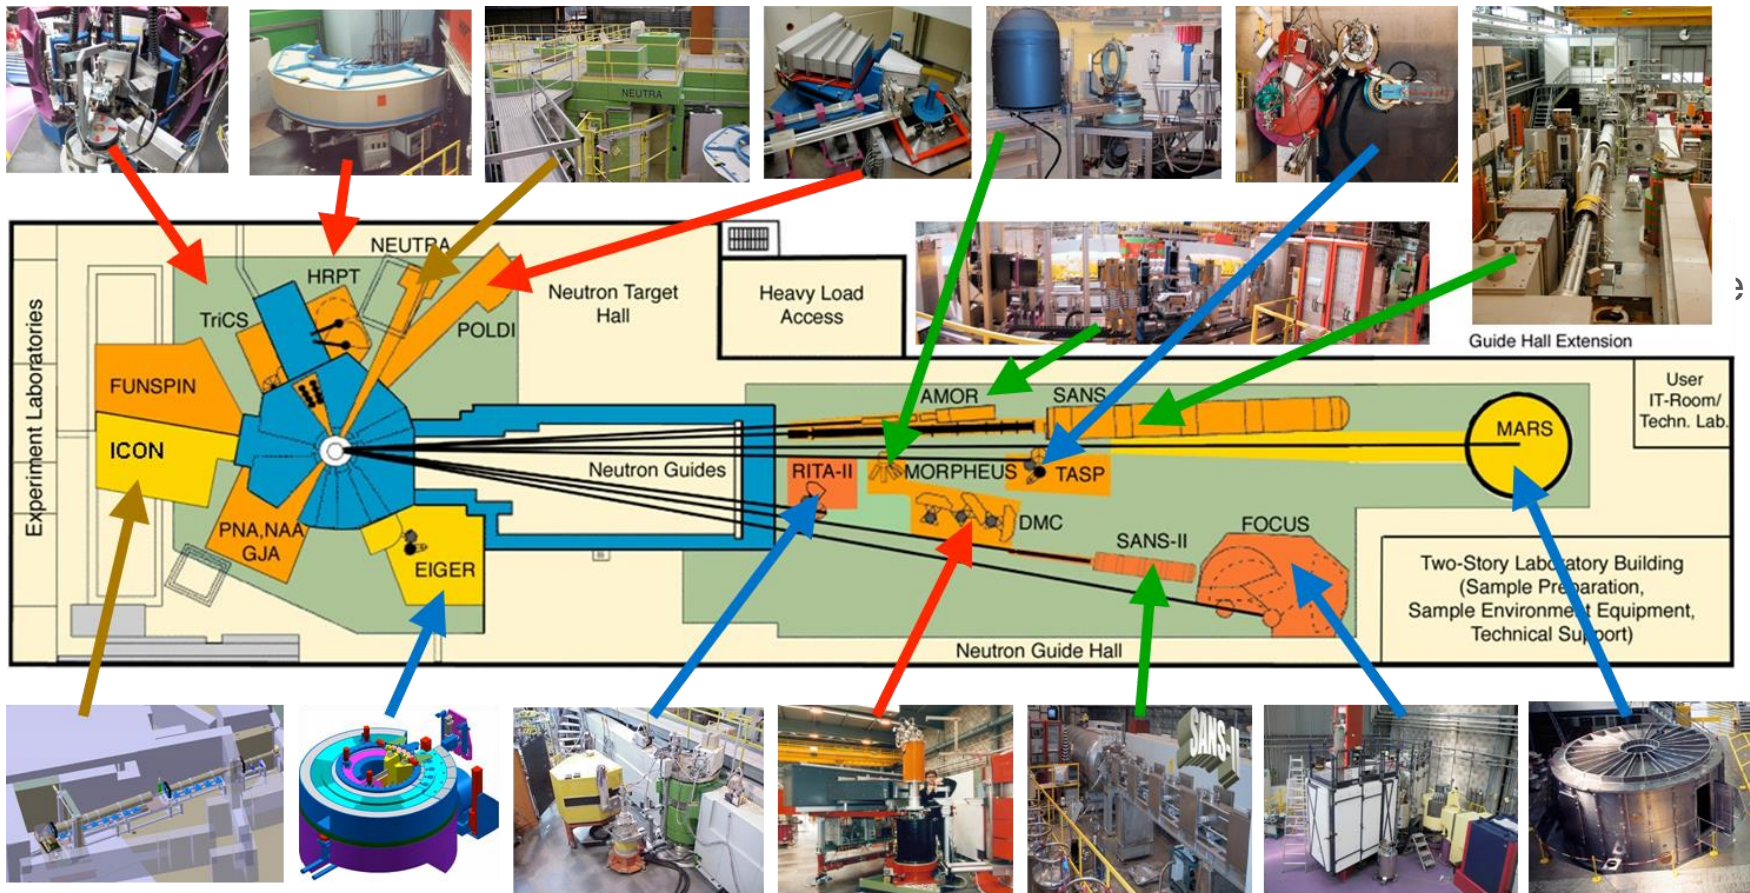 NEUTRA
NEUTRA
HRPT
TriCS
POLDI
Neutron Target
Hall
Heavy Load
Access
e
Guide Hall Extension
Experiment Laboratories
FUNSPIN
ICON
PNA,NAA
GJA
EIGER
Neutron Guides
AMOR
SANS
RITA-II
MORPHEUS
TASP
DMC
SANS-II
FOCUS
MARS
User
IT-Room/
Techn. Lab.
Two-Story Laboratory Building
(Sample Preparation,
Sample Environment Equipment,
Technical Support)
Neutron Guide Hall
SANS-II